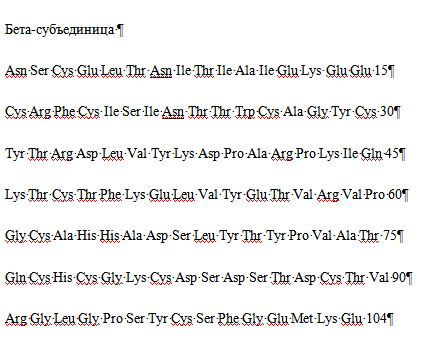 Бета-субъединица¶
Asn·Ser·Cys·Glu·Leu·Thr·Asn·Ile·Thr·Ile·Ala·Ile·Glu·Lys·Glu·Glu·15¶
Cys·Arg·Phe·Cys·Ile·Ser·Ile·Asn·Thr·Thr·Trp·Cys·Ala·Gly·Tyr·Cys·30¶
Tyr·Thr·Arg·Asp·Leu·Val·Tyr·Lys·Asp·Pro·Ala·Arg·Pro·Lys·Ile·Gln·45¶
Lys·Thr·Cys·Thr·Phe·Lys·Glu·Leu·Val·Tyr·Glu·Thr·Val·Arg·Val·Pro·60¶
Gly·Cys·Ala·His·His·Ala·Asp·Ser·Leu·Tyr·Thr·Tyr·Pro·Val·Ala·Thr·75¶
Gln·Cys·His·Cys·Gly·Lys·Cys·Asp·Ser·Asp·Ser·Thr·Asp·Cys·Thr·Val·90¶
Arg·Gly·Leu·Gly·Pro·Ser·Tyr·Cys·Ser·Phe·Gly·Glu·Met·Lys·Glu·104¶